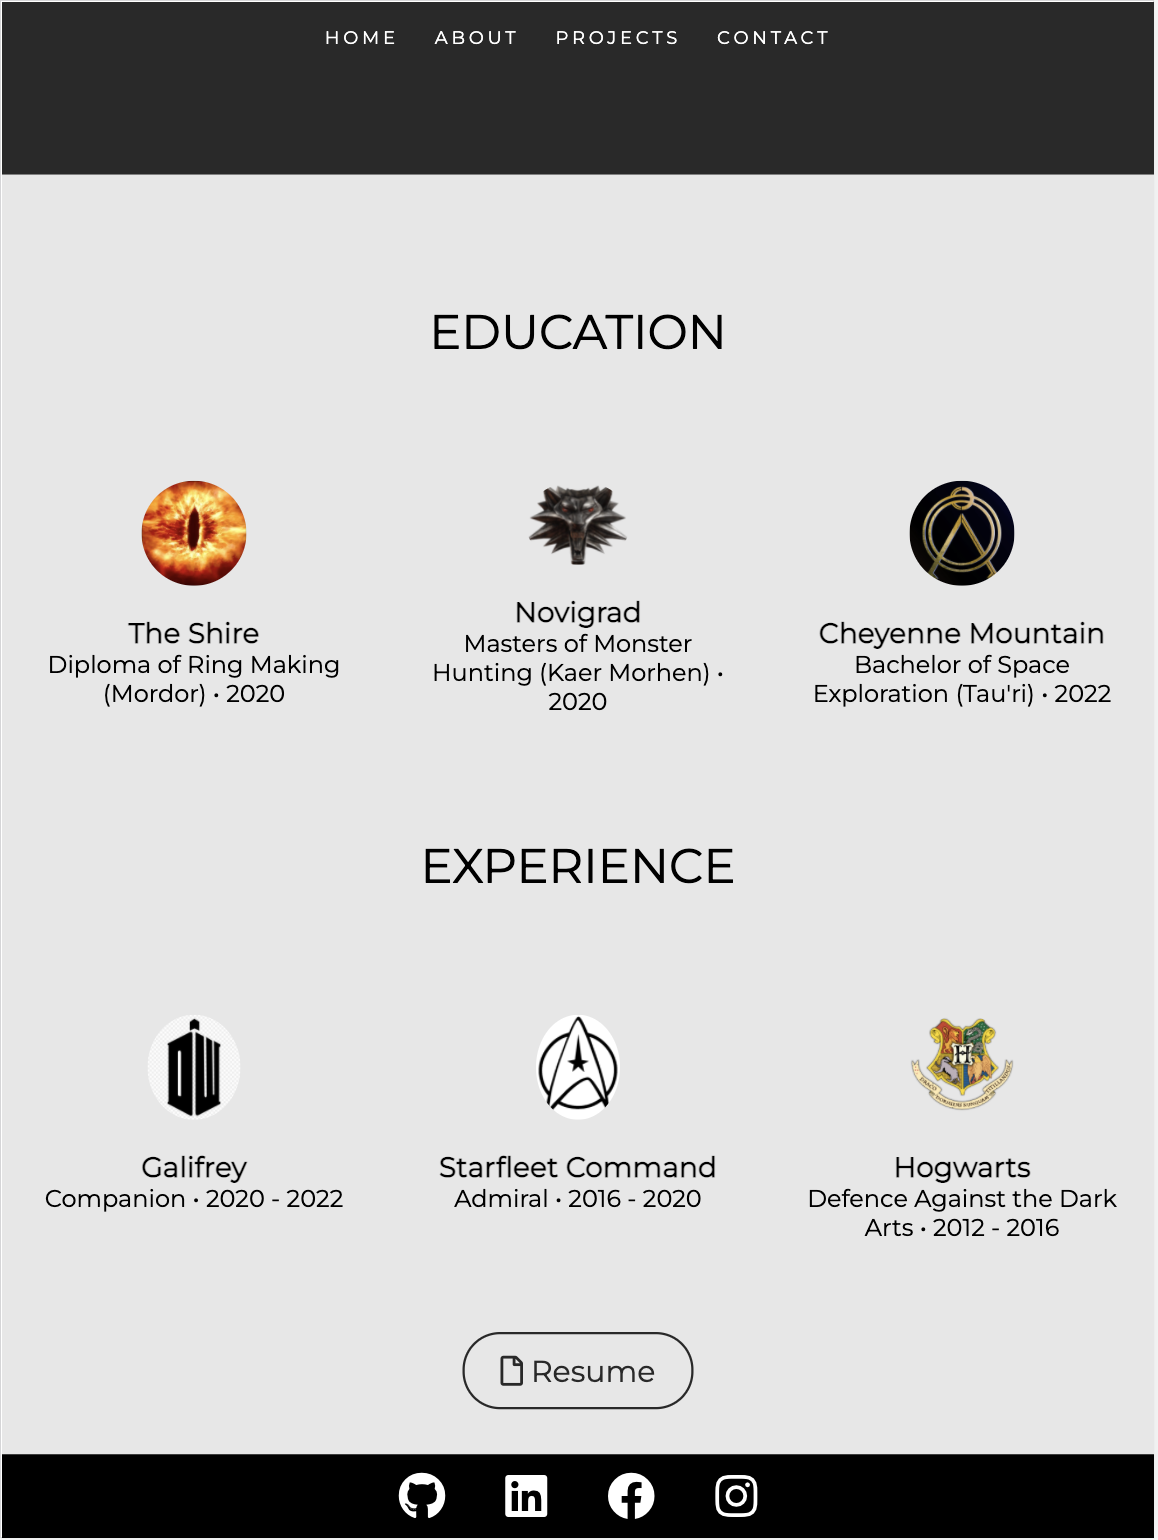 HOME ABOUT PROJECTS CONTACT
EDUCATION
The Shire
Diploma of Ring Making
(Mordor) • 2020
Novigrad
Masters of Monster
Hunting (Kaer Morhen) •
2020
Cheyenne Mountain
Bachelor of Space
Exploration (Tau'ri) • 2022
EXPERIENCE
DW
Galifrey
Companion • 2020 - 2022
Starfleet Command
Admiral • 2016 - 2020
H
Hogwarts
Defence Against the Dark
Arts • 2012 - 2016
Resume
in